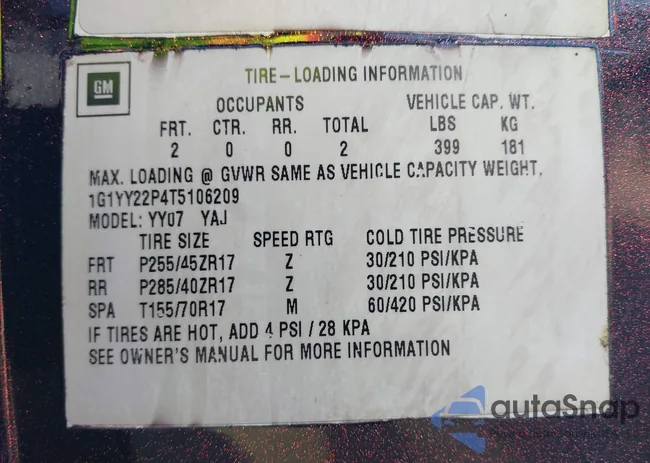 GM
TIRE-LOADING INFORMATION
OCCUPANTS VEHICLE CAP. WT.
FRT. CTR. RR. TOTAL LBS KG
2 0 0 2 399 181
MAX. LOADING @ GVWR SAME AS VEHICLE CAPACITY WEIGHT.
1G1YY22P4T5106209
MODEL: YY07 YAJ
TIRE SIZE SPEED RTG COLD TIRE PRESSURE
FRT P255/45ZR17 Z 30/210 PSI/KPA
RR P285/40ZR17 Z 30/210 PSI/KPA
SPA T155/70R17 M 60/420 PSI/KPA
IF TIRES ARE HOT, ADD 4 PSI / 28 KPA
SEE OWNER'S MANUAL FOR MORE INFORMATION
autoSnap